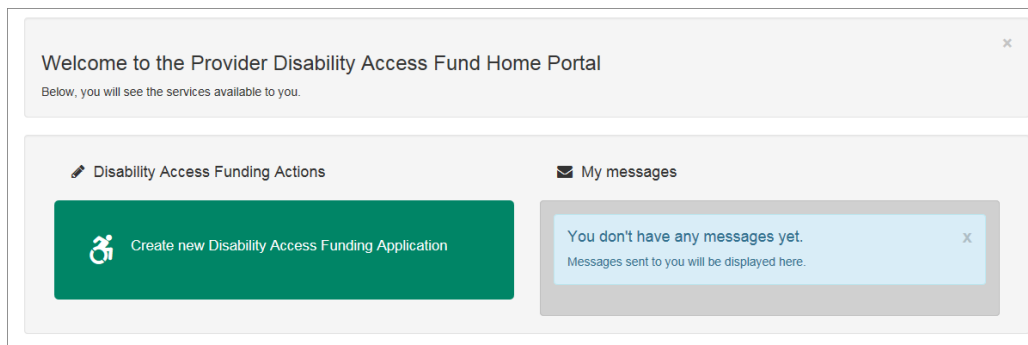 Welcome to the Provider Disability Access Fund Home Portal
x
Below, you will see the services available to you.
Disability Access Funding Actions
My messages
Create new Disability Access Funding Application
You don't have any messages yet.
x
Messages sent to you will be displayed here.